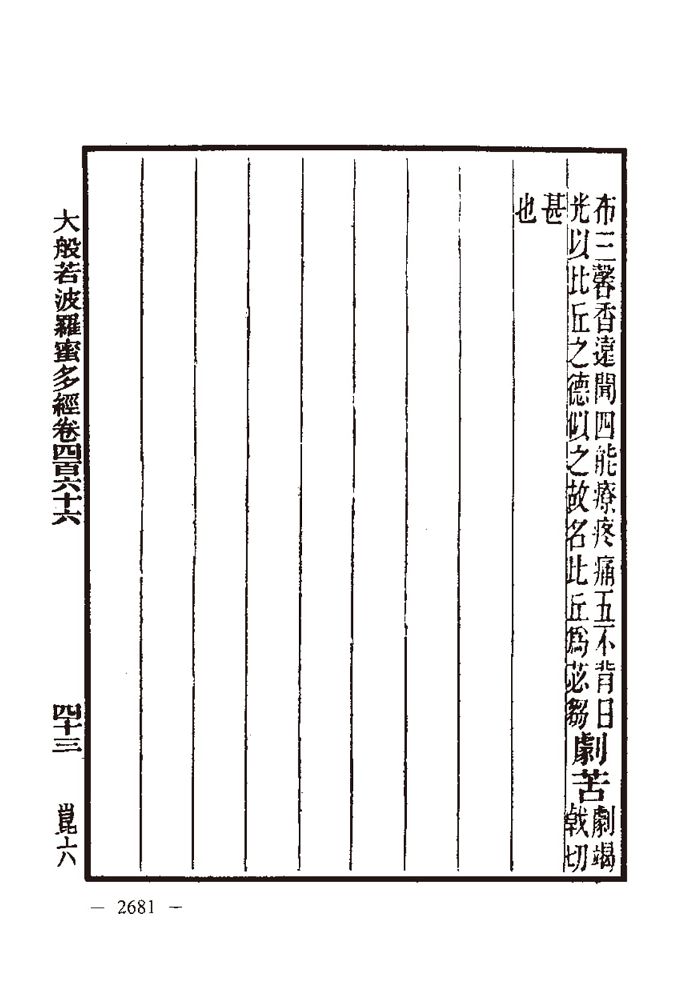 布三馨香遠聞四能療疼痛五不背日
光以比丘之德似之故名比丘爲苾芻
劇苦
劇竭
戟切
甚
也
大般若波羅蜜多經卷四百六十六
四十三
崑上六
— 2681 —